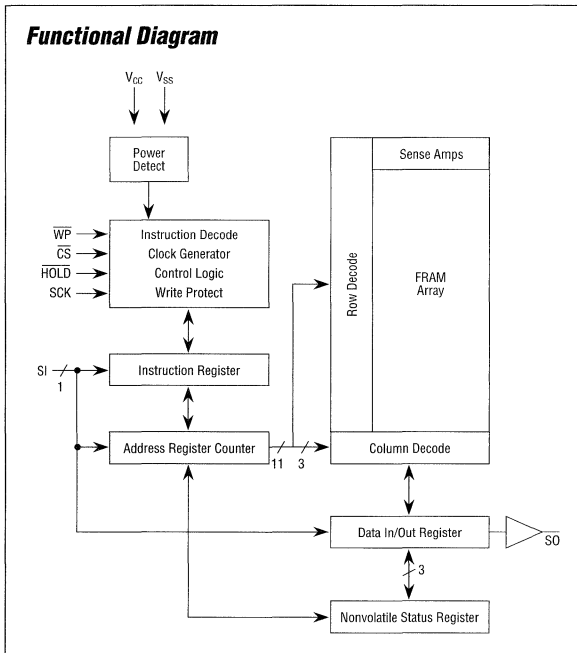 Functional Diagram
VCC VSS
Power
Detect
Sense Amps
WP
CS
HOLD
SCK
Instruction Decode
Clock Generator
Control Logic
Write Protect
Row Decode
FRAM
Array
SI
1
Instruction Register
Address Register Counter
11
3
Column Decode
Data In/Out Register
SO
3
Nonvolatile Status Register